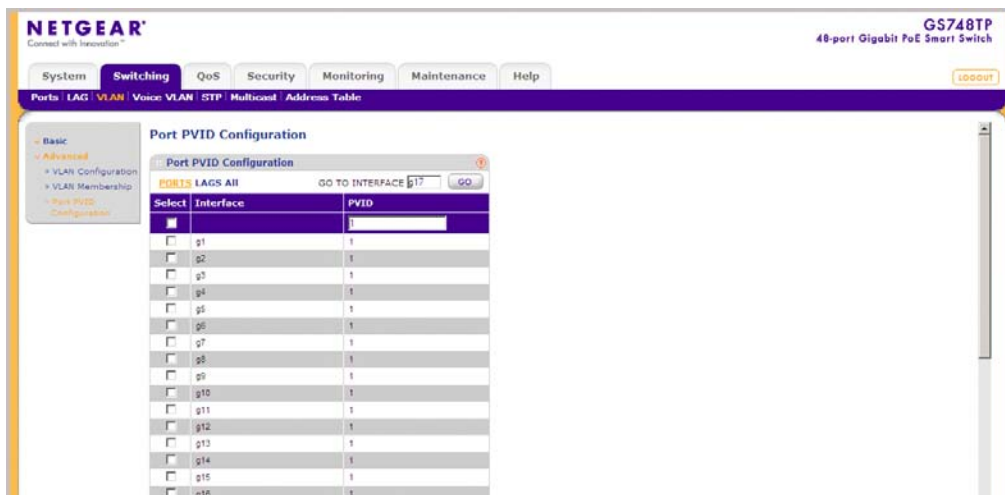 NETGEAR®
Connect with Innovation™
GS748TP
48-port Gigabit PoE Smart Switch
System Switching QoS Security Monitoring Maintenance Help
LOGOUT
Ports LAG VLAN Voice VLAN STP Multicast Address Table
Basic
Advanced
VLAN Configuration
VLAN Membership
Port PVID Configuration
Port PVID Configuration
Port PVID Configuration
PORTS LAGS All GO TO INTERFACE g17 GO
Select Interface PVID
1
g1 1
g2 1
g3 1
g4 1
g5 1
g6 1
g7 1
g8 1
g9 1
g10 1
g11 1
g12 1
g13 1
g14 1
g15 1
g16 1